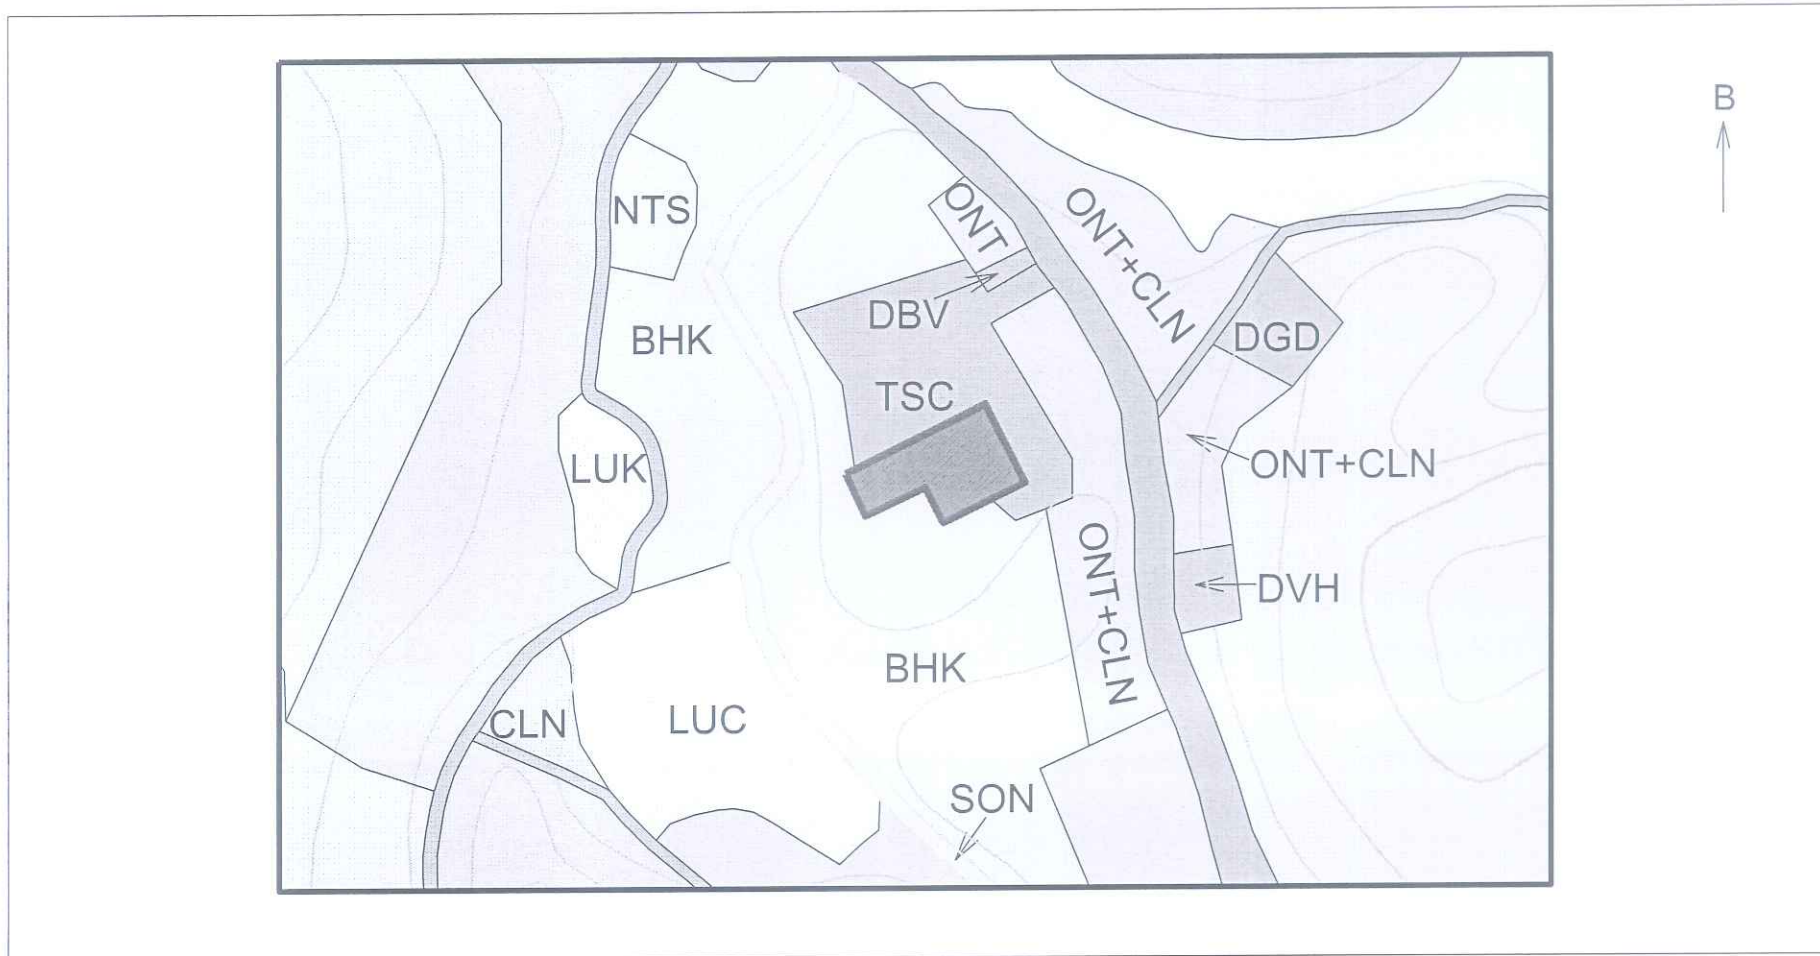 B
NTS
ONT
ONT+CLN
DBV
BHK
DGD
TSC
LUK
ONT+CLN
ONT+CLN
DVH
BHK
CLN
LUC
SON